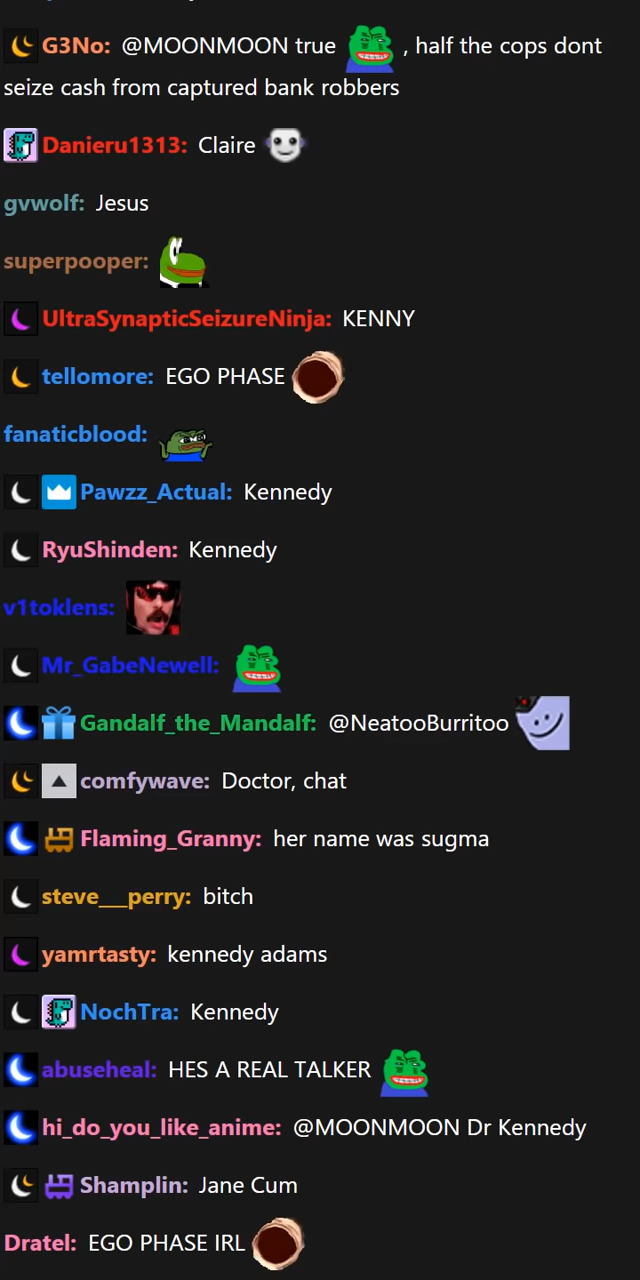 G3No: @MOONMOON true , half the cops dont
seize cash from captured bank robbers
Danieru1313: Claire
gvwolf: Jesus
superpooper:
UltraSynapticSeizureNinja: KENNY
tellomore: EGO PHASE
fanaticblood:
Pawzz_Actual: Kennedy
RyuShinden: Kennedy
v1toklens:
Mr_GabeNewell:
Gandalf_the_Mandalf: @NeatooBurritoo
comfywave: Doctor, chat
Flaming_Granny: her name was sugma
steve__perry: bitch
yamrtasty: kennedy adams
NochTra: Kennedy
abuseheal: HES A REAL TALKER
hi_do_you_like_anime: @MOONMOON Dr Kennedy
Shamplin: Jane Cum
Dratel: EGO PHASE IRL